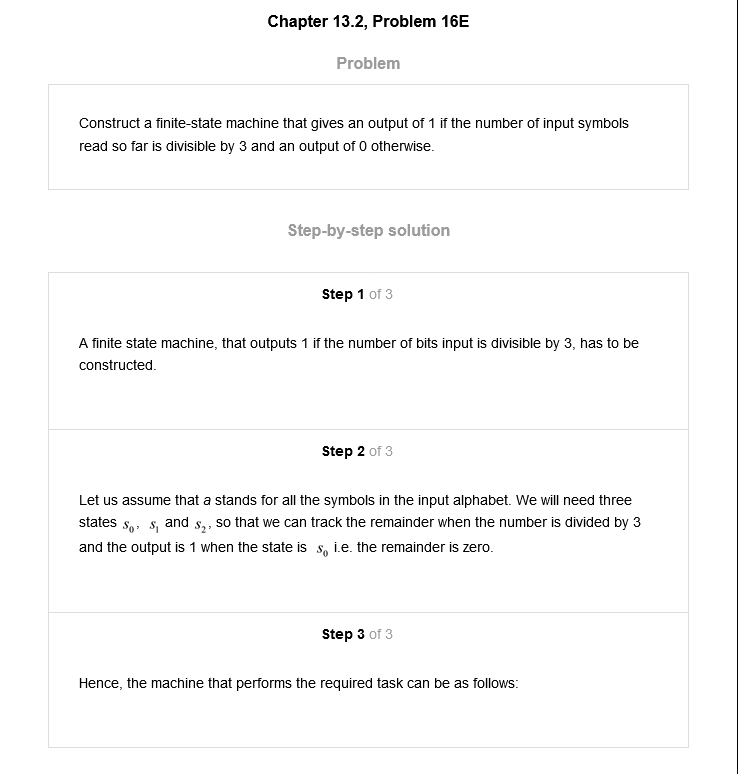 Chapter 13.2, Problem 16E
Problem
Construct a finite-state machine that gives an output of 1 if the number of input symbols
read so far is divisible by 3 and an output of 0 otherwise.
Step-by-step solution
Step 1 of 3
A finite state machine, that outputs 1 if the number of bits input is divisible by 3, has to be
constructed.
Step 2 of 3
Let us assume that a stands for all the symbols in the input alphabet. We will need three
states s₀, s₁ and s₂, so that we can track the remainder when the number is divided by 3
and the output is 1 when the state is s₀ i.e. the remainder is zero.
Step 3 of 3
Hence, the machine that performs the required task can be as follows: